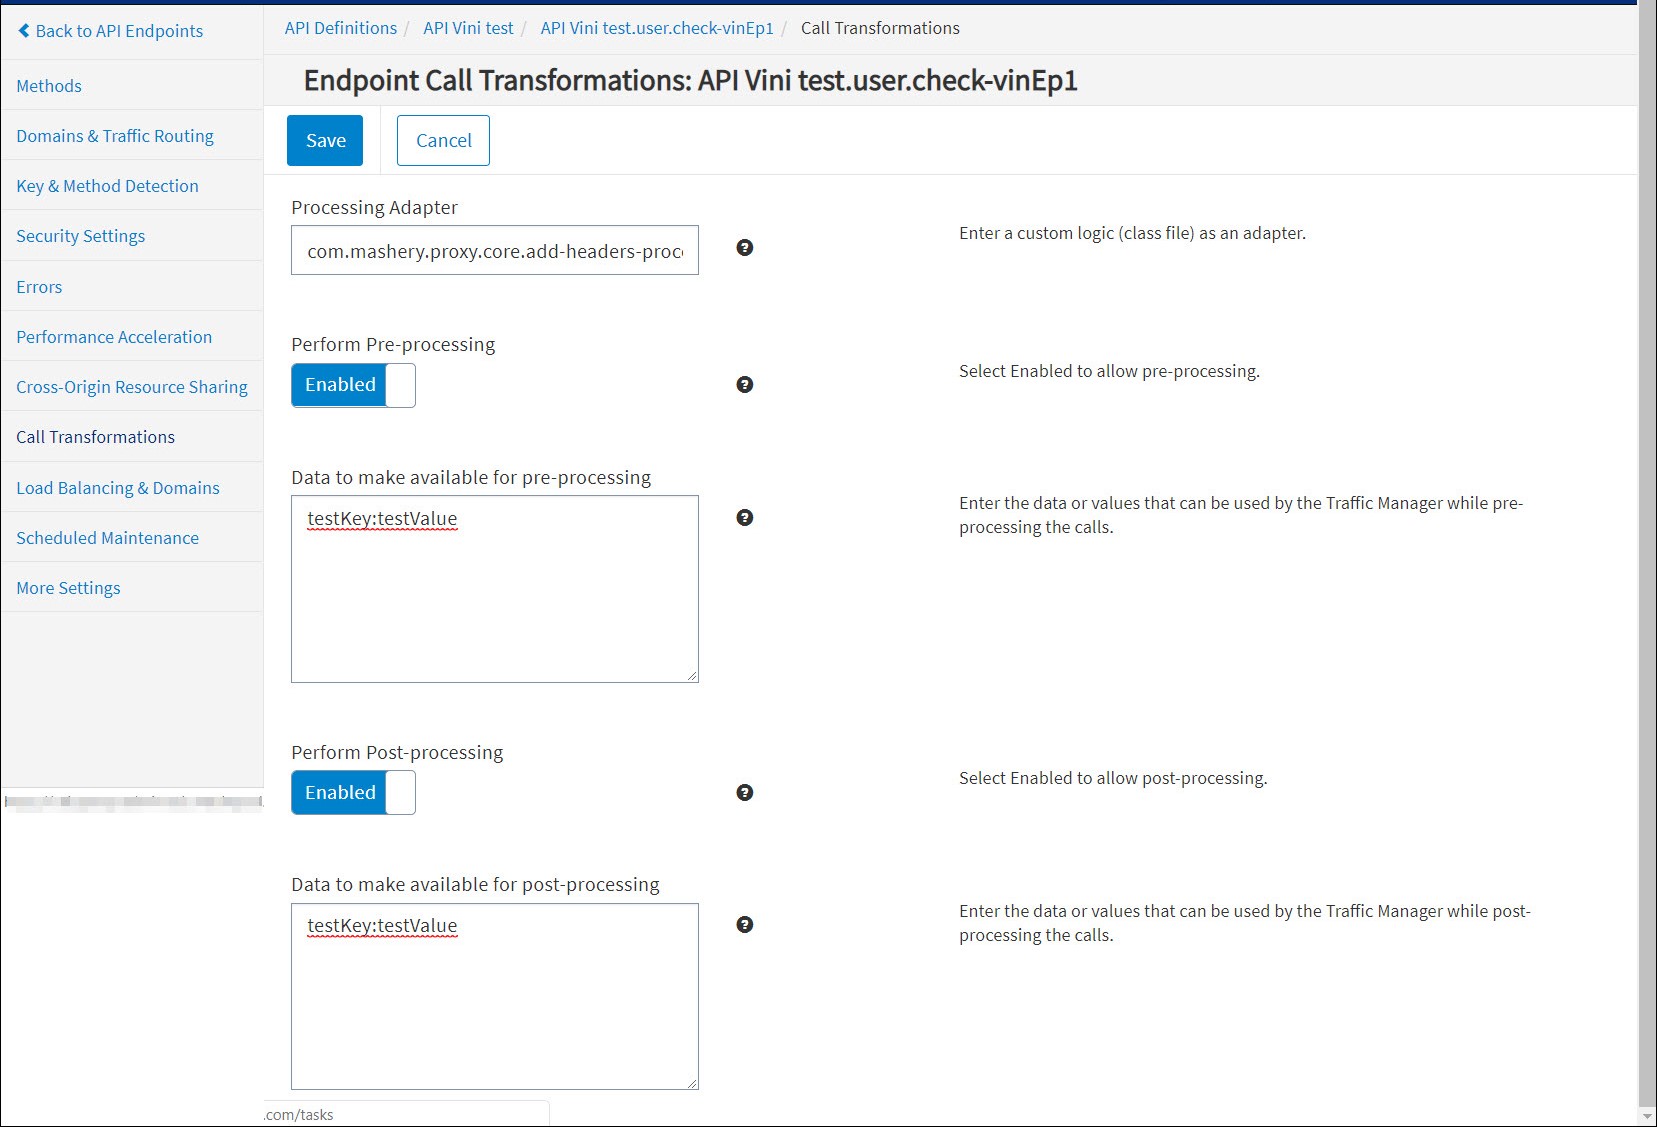 Back to API Endpoints
Methods
Domains & Traffic Routing
Key & Method Detection
Security Settings
Errors
Performance Acceleration
Cross-Origin Resource Sharing
Call Transformations
Load Balancing & Domains
Scheduled Maintenance
More Settings
API Definitions / API Vini test / API Vini test.user.check-vinEp1 / Call Transformations
Endpoint Call Transformations: API Vini test.user.check-vinEp1
Save Cancel
Processing Adapter
com.mashery.proxy.core.add-headers-proc
Enter a custom logic (class file) as an adapter.
Perform Pre-processing
Enabled
Select Enabled to allow pre-processing.
Data to make available for pre-processing
testKey:testValue
Enter the data or values that can be used by the Traffic Manager while pre-
processing the calls.
Perform Post-processing
Enabled
Select Enabled to allow post-processing.
Data to make available for post-processing
testKey:testValue
Enter the data or values that can be used by the Traffic Manager while post-
processing the calls.
.com/tasks